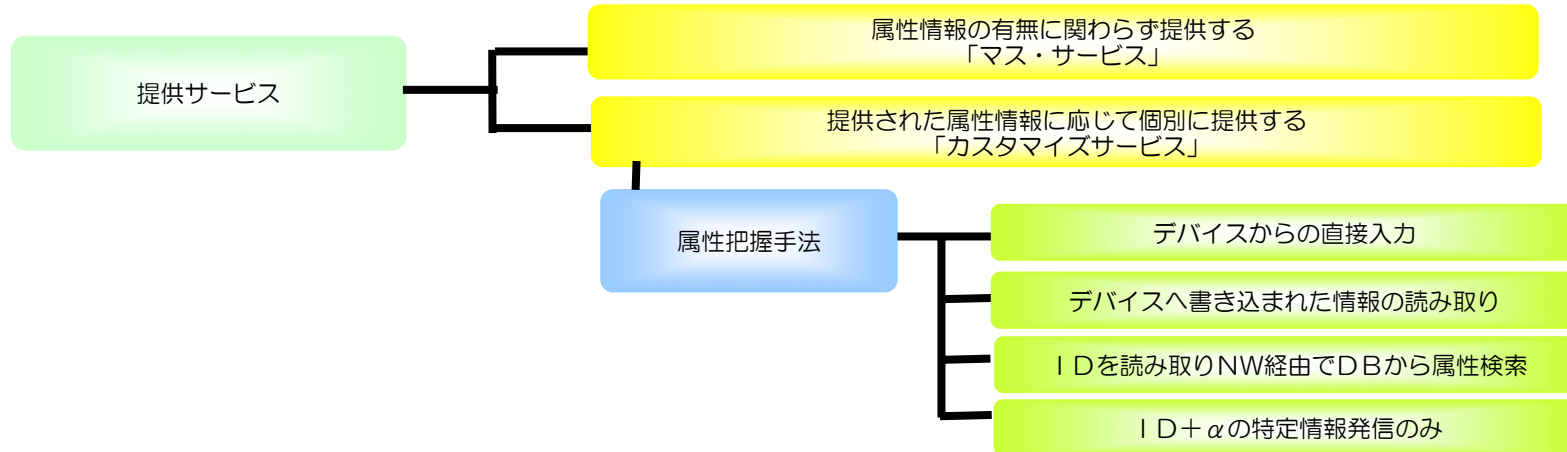 提供サービス
属性情報の有無に関わらず提供する
「マス・サービス」
提供された属性情報に応じて個別に提供する
「カスタマイズサービス」
属性把握手法
デバイスからの直接入力
デバイスへ書き込まれた情報の読み取り
ＩＤを読み取りＮＷ経由でＤＢから属性検索
ＩＤ＋αの特定情報発信のみ